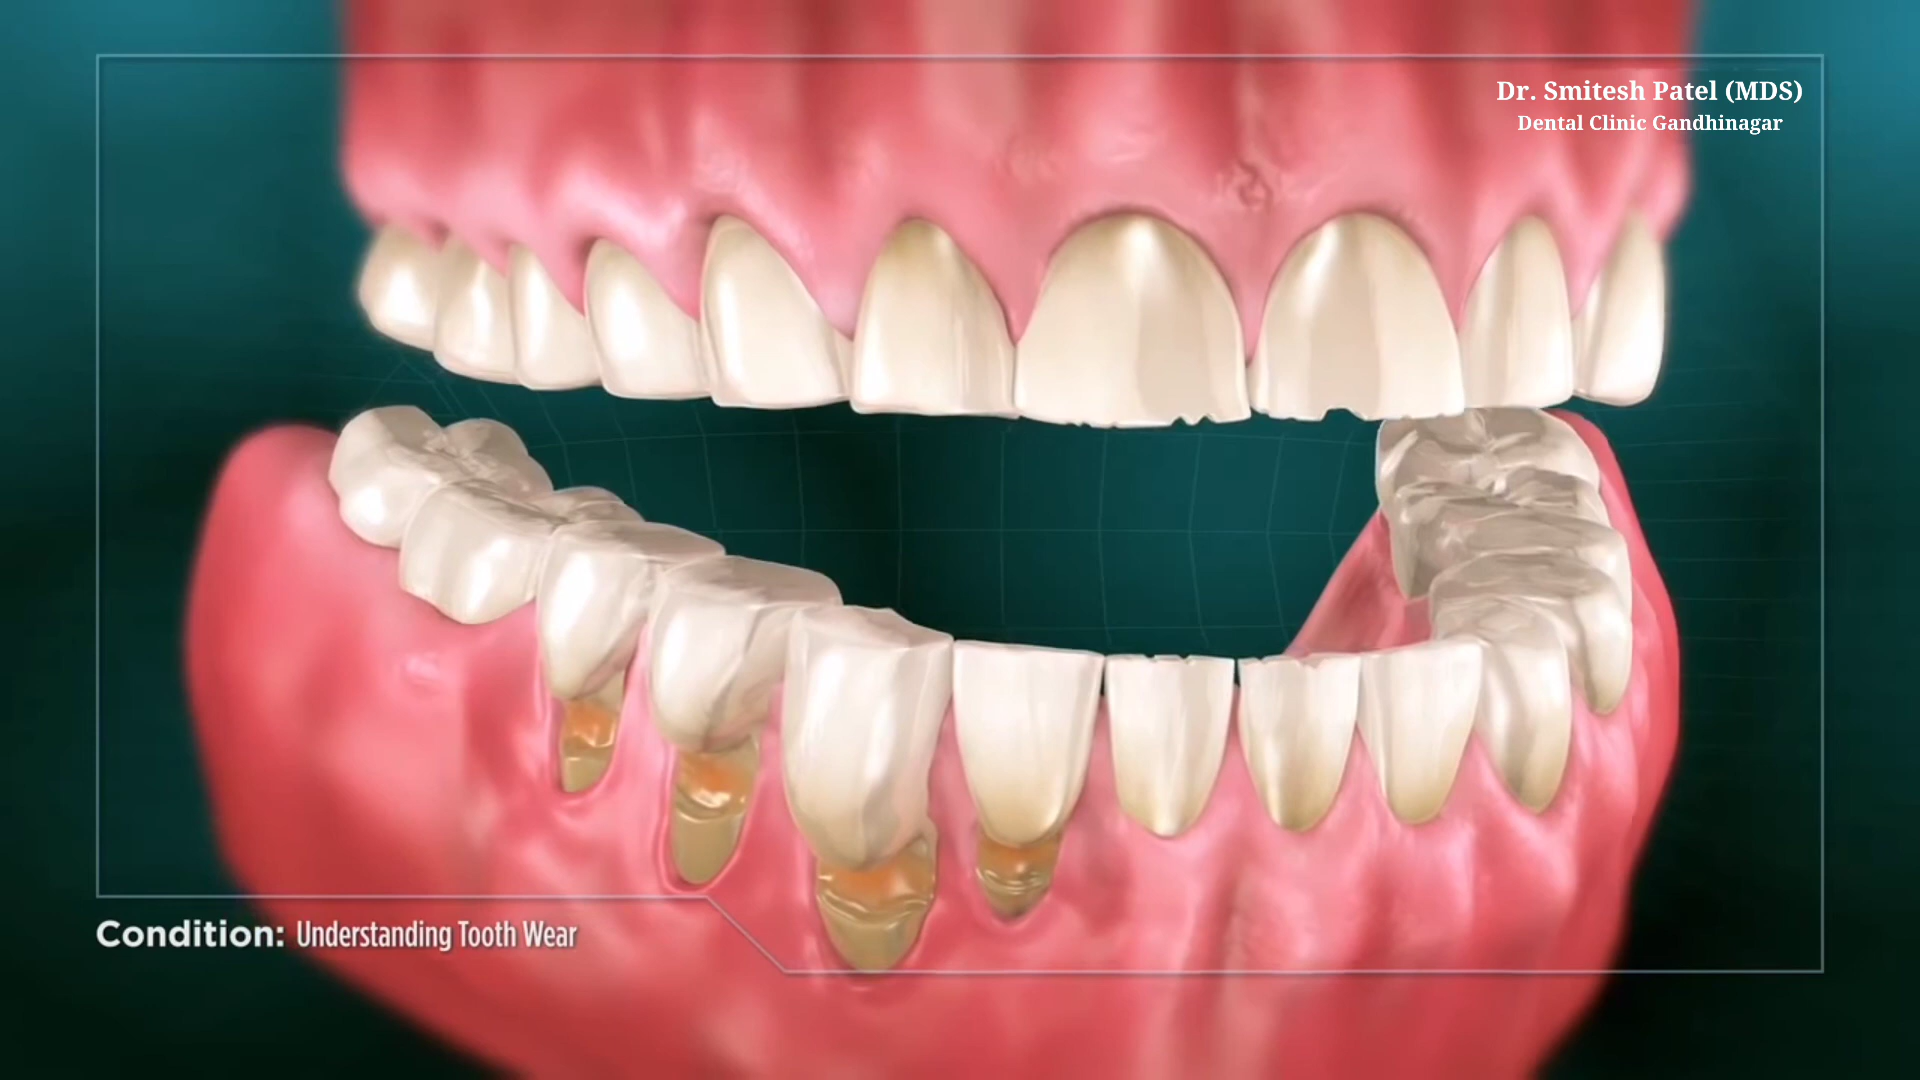 Dr. Smitesh Patel (MDS)
Dental Clinic Gandhinagar
Condition: Understanding Tooth Wear